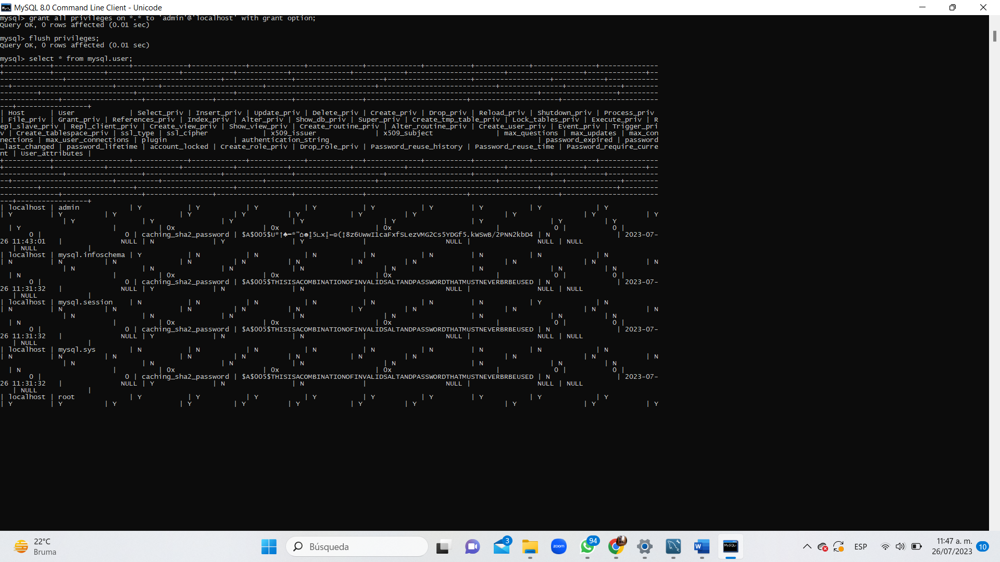 MySQL 8.0 Command Line Client - Unicode
mysql> grant all privileges on *.* to 'admin'@'localhost' with grant option;
Query OK, 0 rows affected (0.01 sec)
mysql> flush privileges;
Query OK, 0 rows affected (0.01 sec)
mysql> select * from mysql.user;
| Host | User | Select_priv | Insert_priv | Update_priv | Delete_priv | Create_priv | Drop_priv | Reload_priv | Shutdown_priv | Process_priv
| File_priv | Grant_priv | References_priv | Index_priv | Alter_priv | Show_db_priv | Super_priv | Create_tmp_table_priv | Lock_tables_priv | Execute_priv | R
epl_slave_priv | Repl_client_priv | Create_view_priv | Show_view_priv | Create_routine_priv | Alter_routine_priv | Create_user_priv | Event_priv | Trigger_pri
v | Create_tablespace_priv | ssl_type | ssl_cipher | x509_issuer | x509_subject | max_questions | max_updates | max_con
nections | max_user_connections | plugin | authentication_string | password_expired | password
_last_changed | password_lifetime | account_locked | Create_role_priv | Drop_role_priv | Password_reuse_history | Password_reuse_time | Password_require_curre
nt | User_attributes |
| localhost | admin | Y | Y | Y | Y | Y | Y | Y | Y | Y
| Y | Y | Y | Y | Y | Y | Y | Y | Y | Y | Y
| Y | Y | Y | Y | Y | Y | Y | Y
| Y | | 0x | 0x | 0x | 0 | 0 |
0 | 0 | caching_sha2_password | 8z6UwwI1caFxfSLezVMG2Cs5YDGf5.kWSwB/2PNN2kbD4 | N | 2023-07-
26 11:43:01 | NULL | N | Y | Y | NULL | NULL | NULL
| NULL |
| localhost | mysql.infoschema | Y | N | N | N | N | N | N | N | N
| N | N | N | N | N | N | N | N | N | N | N
| N | N | N | N | N | N | N | N
| N | | 0x | 0x | 0x | 0 | 0 |
0 | 0 | caching_sha2_password | $A$005$THISISACOMBINATIONOFINVALIDSALTANDPASSWORDTHATMUSTNEVERBRBEUSED | N | 2023-07-
26 11:31:32 | NULL | Y | N | N | NULL | NULL | NULL
| NULL |
| localhost | mysql.session | N | N | N | N | N | N | N | Y | N
| N | N | N | N | N | N | Y | N | N | N | N
| N | N | N | N | N | N | N | N
| N | | 0x | 0x | 0x | 0 | 0 |
0 | 0 | caching_sha2_password | $A$005$THISISACOMBINATIONOFINVALIDSALTANDPASSWORDTHATMUSTNEVERBRBEUSED | N | 2023-07-
26 11:31:32 | NULL | Y | N | N | NULL | NULL | NULL
| NULL |
| localhost | mysql.sys | N | N | N | N | N | N | N | N | N
| N | N | N | N | N | N | N | N | N | N | N
| N | N | N | N | N | N | N | N
| N | | 0x | 0x | 0x | 0 | 0 |
0 | 0 | caching_sha2_password | $A$005$THISISACOMBINATIONOFINVALIDSALTANDPASSWORDTHATMUSTNEVERBRBEUSED | N | 2023-07-
26 11:31:32 | NULL | Y | N | N | NULL | NULL | NULL
| NULL |
| localhost | root | Y | Y | Y | Y | Y | Y | Y | Y | Y
| Y | Y | Y | Y | Y | Y | Y | Y | Y | Y | Y
22°C
Bruma
Búsqueda
3
zoom
94
MySQL
ESP
11:47 a. m.
26/07/2023
10